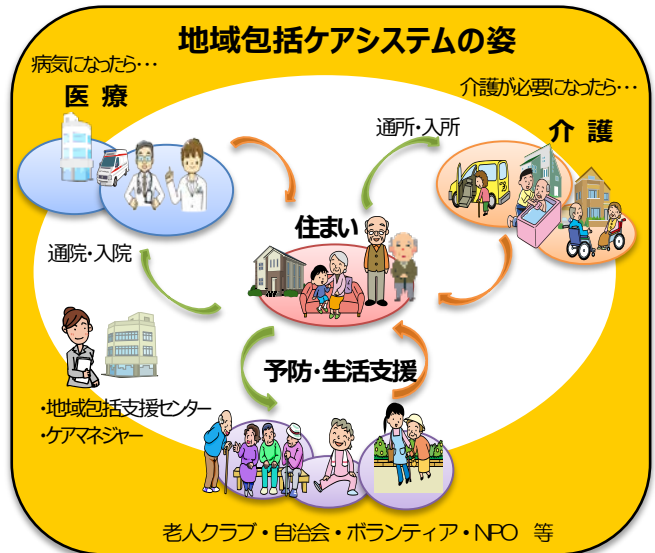 地域包括ケアシステムの姿
病気になったら･･･
医 療
介護が必要になったら･･･
介 護
通所･入所
住まい
通院･入院
予防･生活支援
･地域包括支援センター
･ケアマネジャー
老人クラブ・自治会・ボランティア・NPO 等